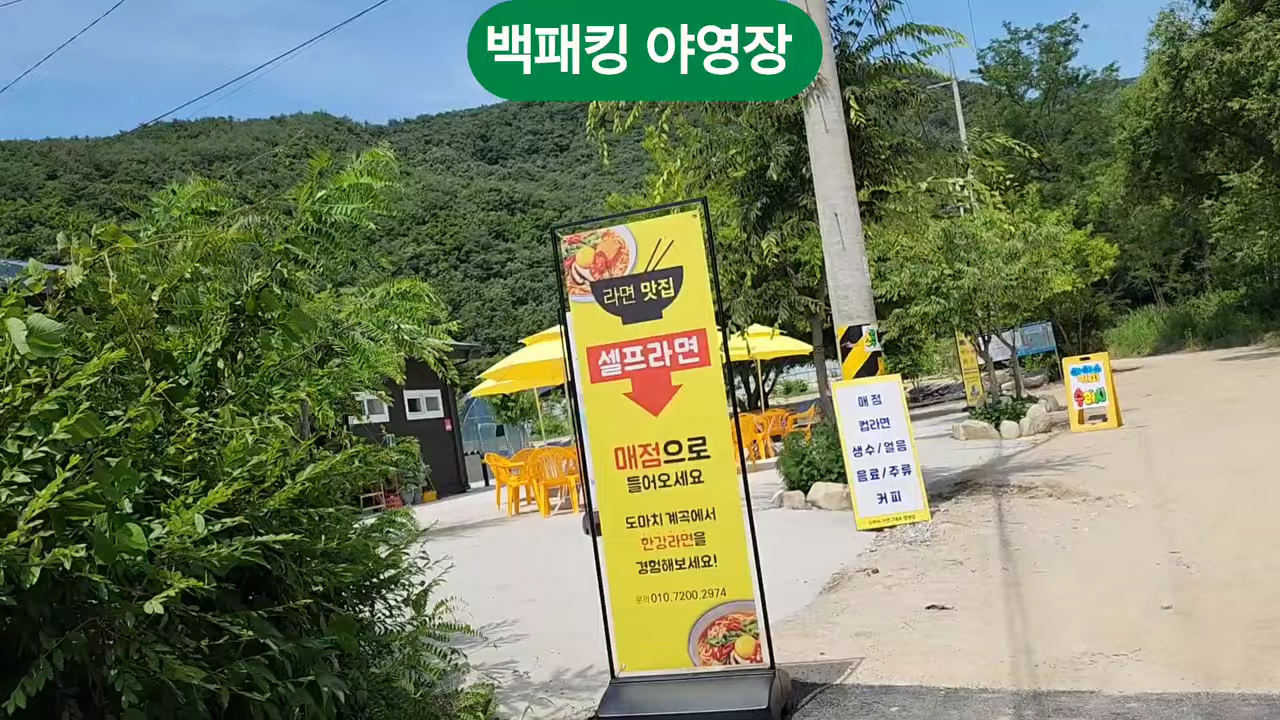 백패킹 야영장
라면 맛집
셀프라면
매점으로
들어오세요
도마치계곡에서
한강라면을
경험해보세요!
문의 010.7200.2974
매점
컵라면
생수/얼음
음료/주류
커피